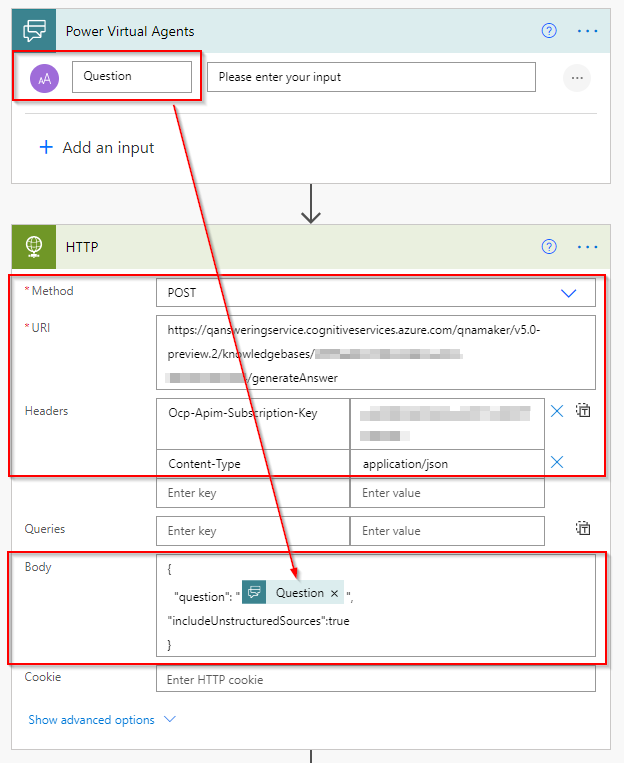 Power Virtual Agents
Question
Please enter your input
Add an input
HTTP
* Method
POST
* URI
https://qansweringservice.cognitiveservices.azure.com/qnamaker/v5.0-
preview.2/knowledgebases/
/generateAnswer
Headers
Ocp-Apim-Subscription-Key
Content-Type
application/json
Enter key
Enter value
Queries
Enter key
Enter value
Body
{
"question": " Question × ",
"includeUnstructuredSources":true
}
Cookie
Enter HTTP cookie
Show advanced options